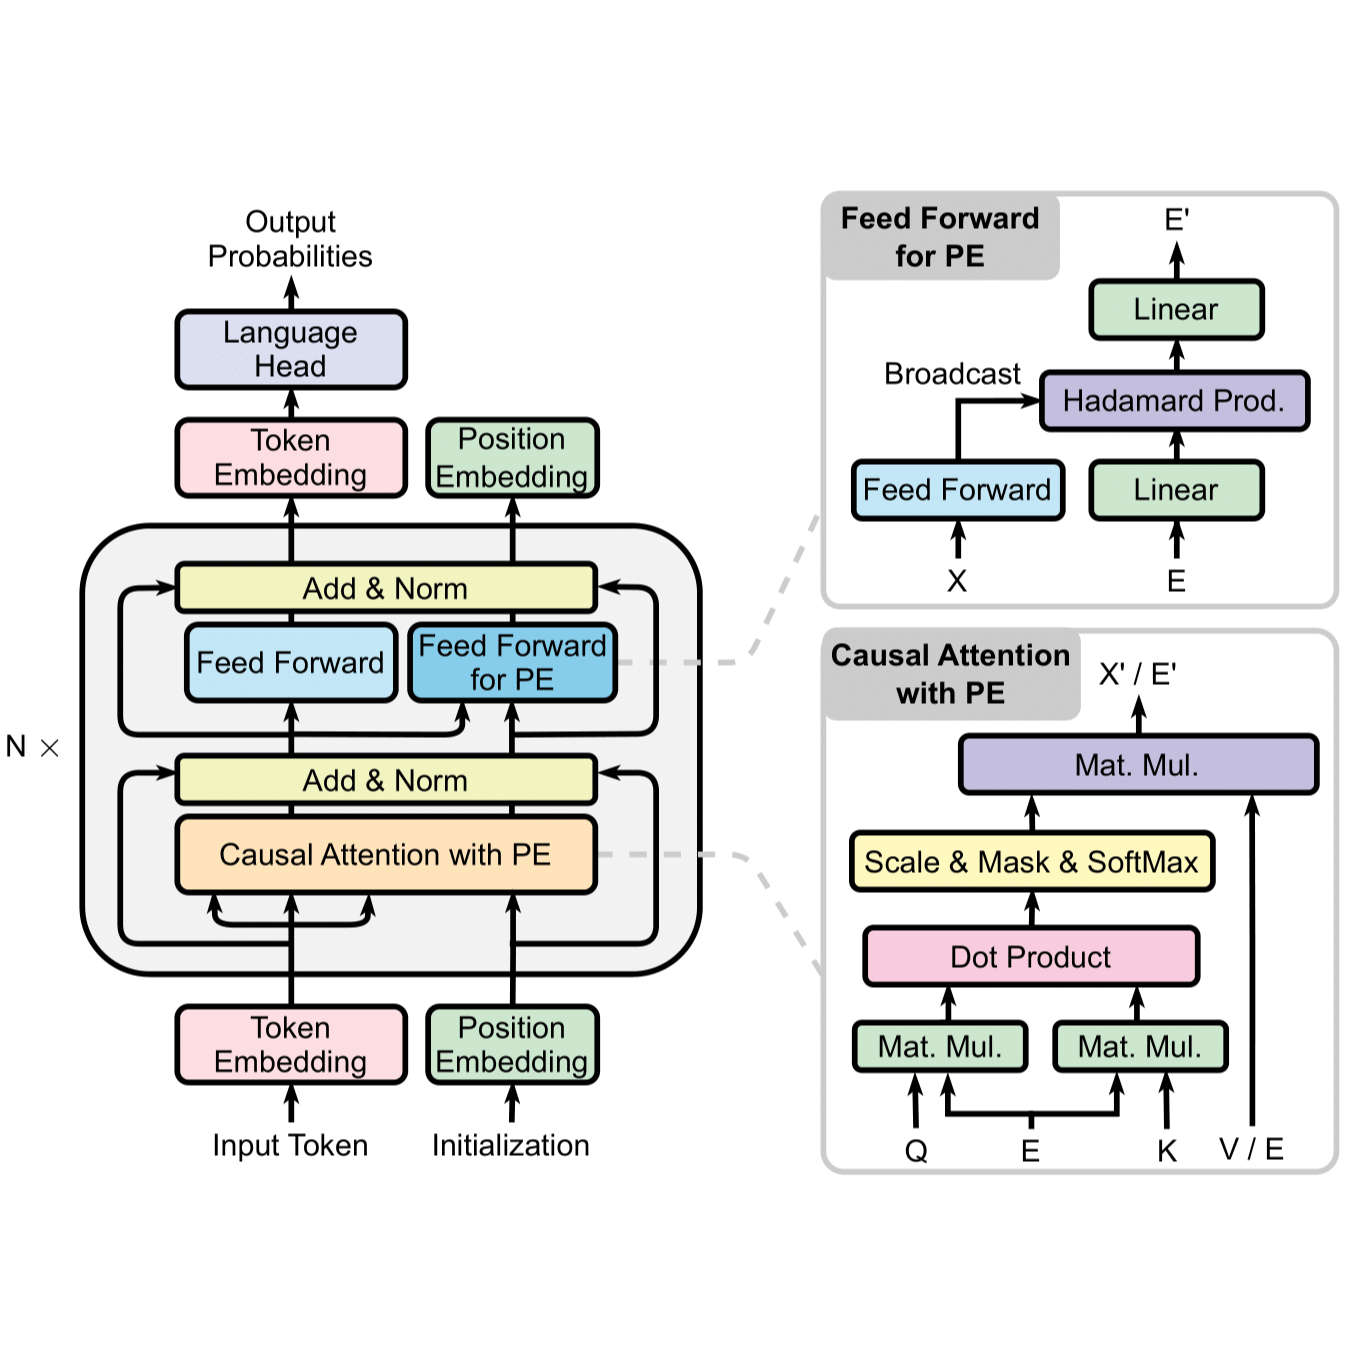 Output
Probabilities
Language
Head
Token
Embedding
Position
Embedding
Add & Norm
Feed Forward
Feed Forward
for PE
N ×
Add & Norm
Causal Attention with PE
Token
Embedding
Position
Embedding
Input Token
Initialization
Feed Forward
for PE
E'
Linear
Broadcast
Hadamard Prod.
Feed Forward
Linear
X
E
Causal Attention
with PE
X' / E'
Mat. Mul.
Scale & Mask & SoftMax
Dot Product
Mat. Mul.
Mat. Mul.
Q
E
K
V / E